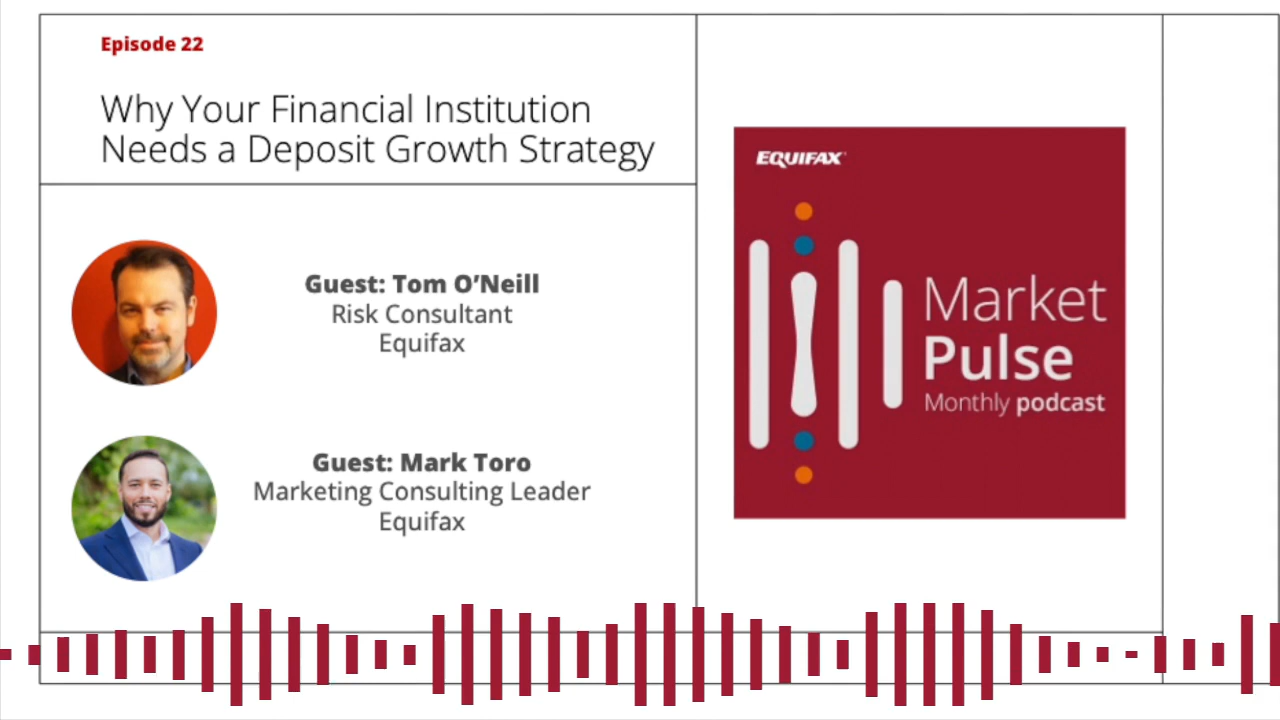 Episode 22
Why Your Financial Institution
Needs a Deposit Growth Strategy
Guest: Tom O’Neill
Risk Consultant
Equifax
Guest: Mark Toro
Marketing Consulting Leader
Equifax
EQUIFAX
Market
Pulse
Monthly podcast